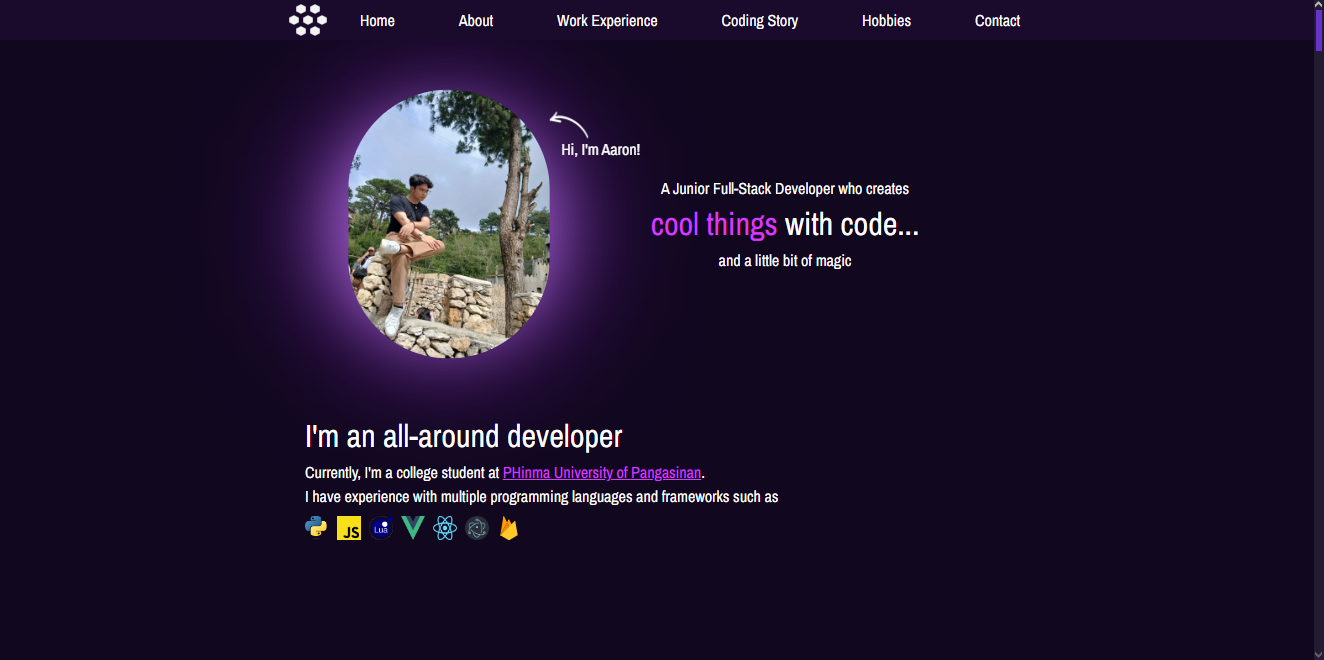 Home About Work Experience Coding Story Hobbies Contact
Hi, I'm Aaron!
A Junior Full-Stack Developer who creates
cool things with code...
and a little bit of magic
I'm an all-around developer
Currently, I'm a college student at PHinma University of Pangasinan.
I have experience with multiple programming languages and frameworks such as
JS Lua